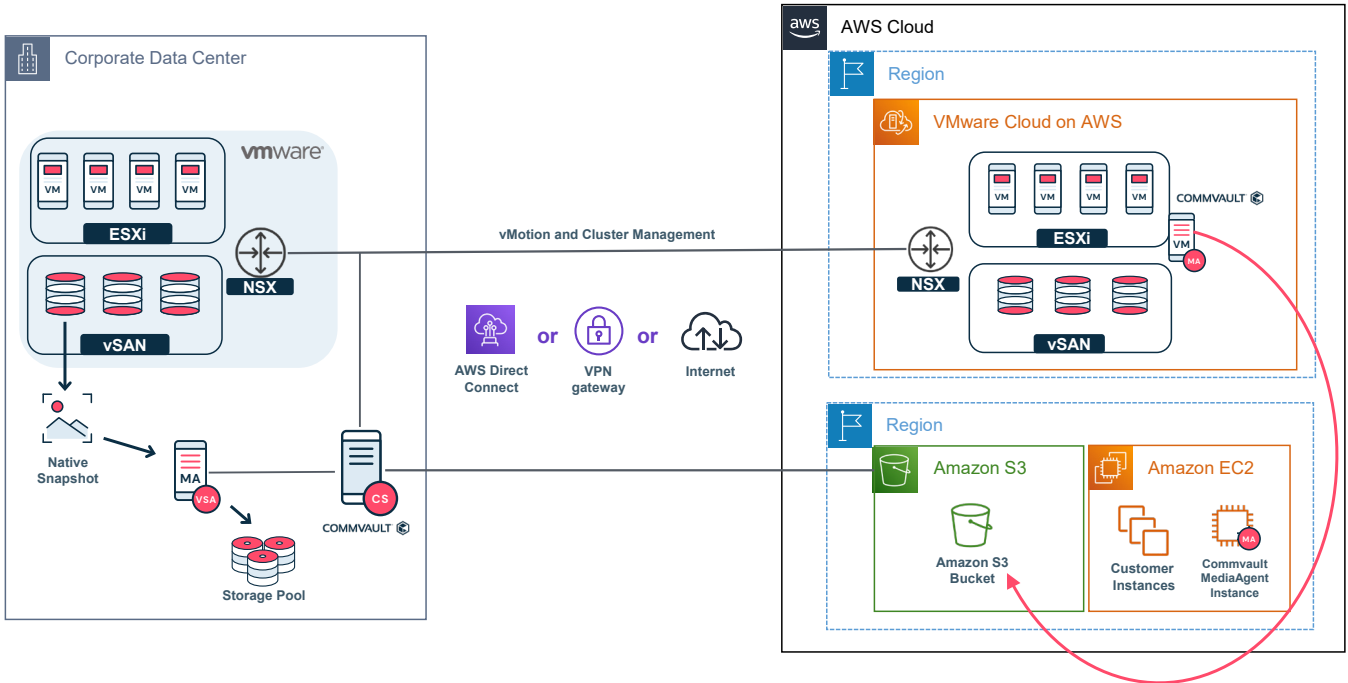 aws
AWS Cloud
Corporate Data Center
Region
VMware Cloud on AWS
vmware®
VM
VM
VM
VM
ESXi
NSX
vSAN
vMotion and Cluster Management
VM
VM
VM
VM
COMMVAULT
ESXi
VM
MA
NSX
vSAN
or
or
AWS Direct
Connect
VPN
gateway
Internet
Native
Snapshot
MA
VSA
CS
COMMVAULT
Storage Pool
Region
Amazon S3
Amazon S3
Bucket
Amazon EC2
Customer
Instances
MA
Commvault
MediaAgent
Instance